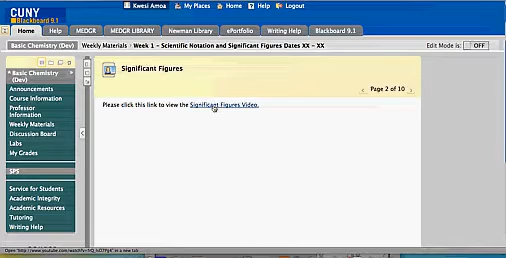 Kwesi Amoa My Places Home Help Logout
CUNY
Blackboard 9.1
Home Help MEDGR MEDGR LIBRARY Newman Library ePortfolio Writing Help Blackboard 9.1
Basic Chemistry (Dev) Weekly Materials Week 1 - Scientific Notation and Significant Figures Dates XX - XX Edit Mode is: OFF
Basic Chemistry
(Dev)
Announcements
Course Information
Professor
Information
Weekly Materials
Discussion Board
Labs
My Grades
SPS
Service for Students
Academic Integrity
Academic Resources
Tutoring
Writing Help
Significant Figures
Page 2 of 10
Please click this link to view the Significant Figures Video.
in a new tab